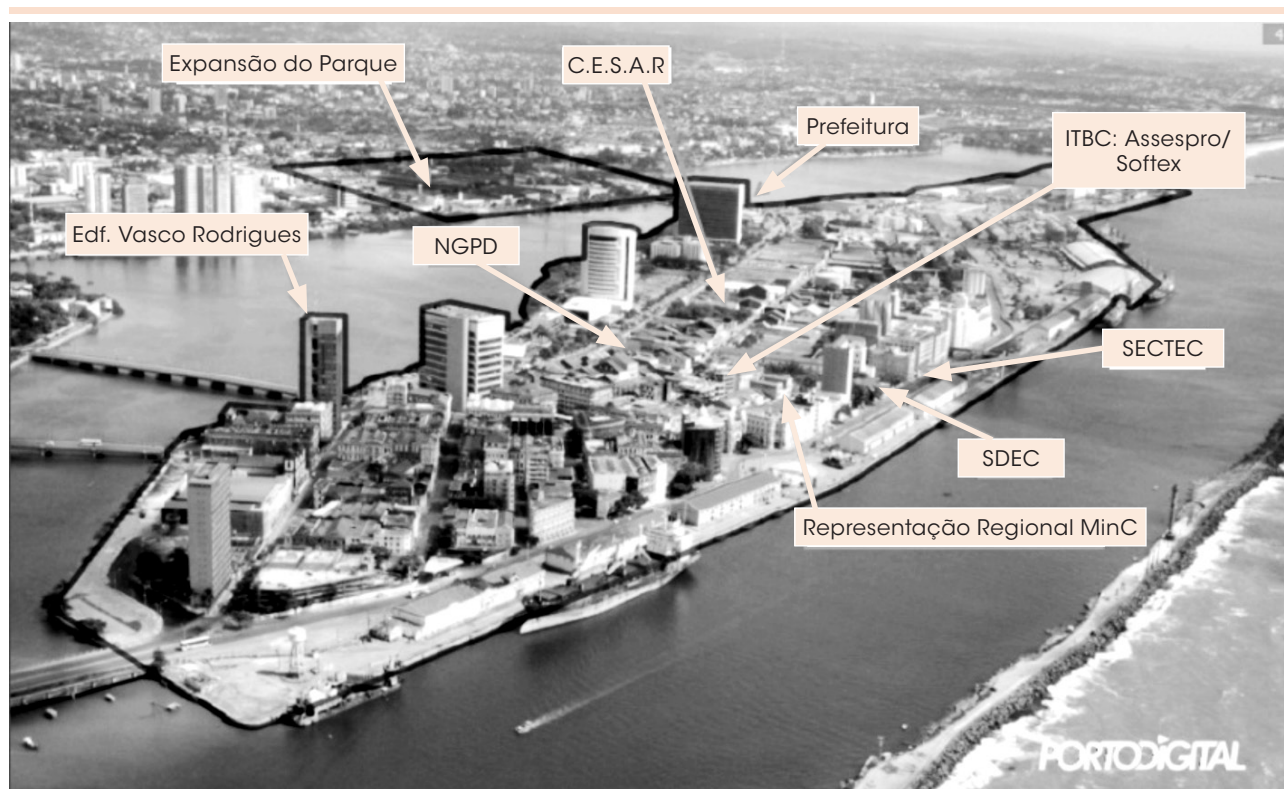 Expansão do Parque
C.E.S.A.R
Prefeitura
ITBC: Assespro/
Softex
Edf. Vasco Rodrigues
NGPD
SECTEC
SDEC
Representação Regional MinC
PORTODIGITAL